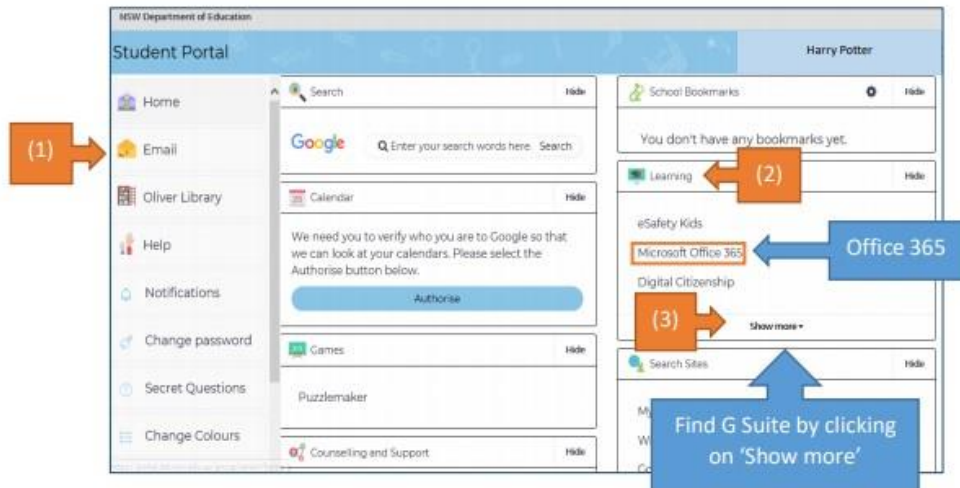 NSW Department of Education
Student Portal
Harry Potter
Home
(1)
Email
Oliver Library
Help
Notifications
Change password
Secret Questions
Change Colours
Search
Hide
Google
Enter your search words here
Search
Calendar
Hide
We need you to verify who you are to Google so that
we can look at your calendars. Please select the
Authorise button below.
Authorise
Games
Hide
Puzzlemaker
Counselling and Support
Hide
School Bookmarks
Hide
You don't have any bookmarks yet.
Learning
(2)
Hide
eSafety Kids
Microsoft Office 365
Office 365
Digital Citizenship
(3)
Show more
Search Sites
Hide
Find G Suite by clicking
on 'Show more'